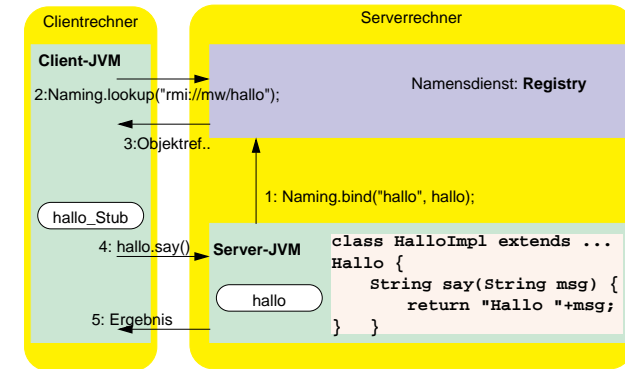 Clientrechner
Serverrechner
Client-JVM
Namensdienst: Registry
2:Naming.lookup("rmi://mw/hallo");
3:Objektref..
1: Naming.bind("hallo", hallo);
hallo_Stub
4: hallo.say()
Server-JVM
class HalloImpl extends ...
Hallo {
String say(String msg) {
return "Hallo "+msg;
} }
hallo
5: Ergebnis